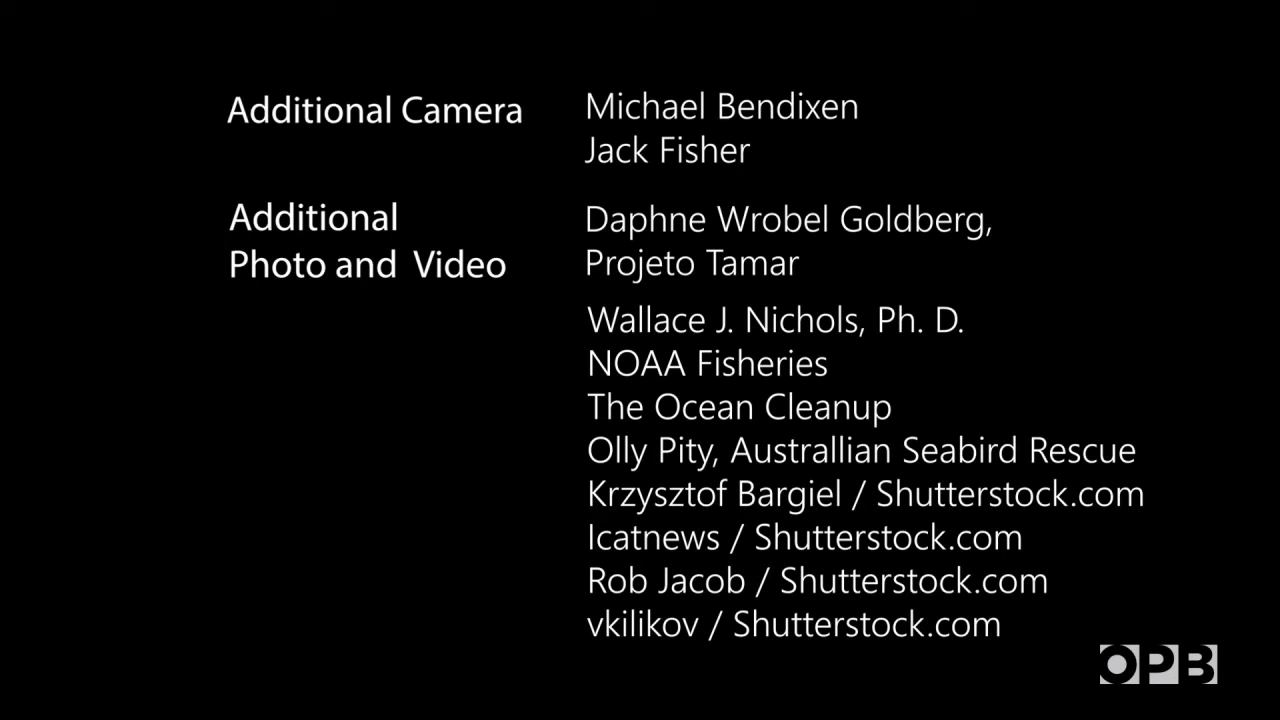 Additional Camera
Michael Bendixen
Jack Fisher
Additional
Photo and Video
Daphne Wrobel Goldberg,
Projeto Tamar
Wallace J. Nichols, Ph. D.
NOAA Fisheries
The Ocean Cleanup
Olly Pity, Australlian Seabird Rescue
Krzysztof Bargiel / Shutterstock.com
Icatnews / Shutterstock.com
Rob Jacob / Shutterstock.com
vkilikov / Shutterstock.com
OPB